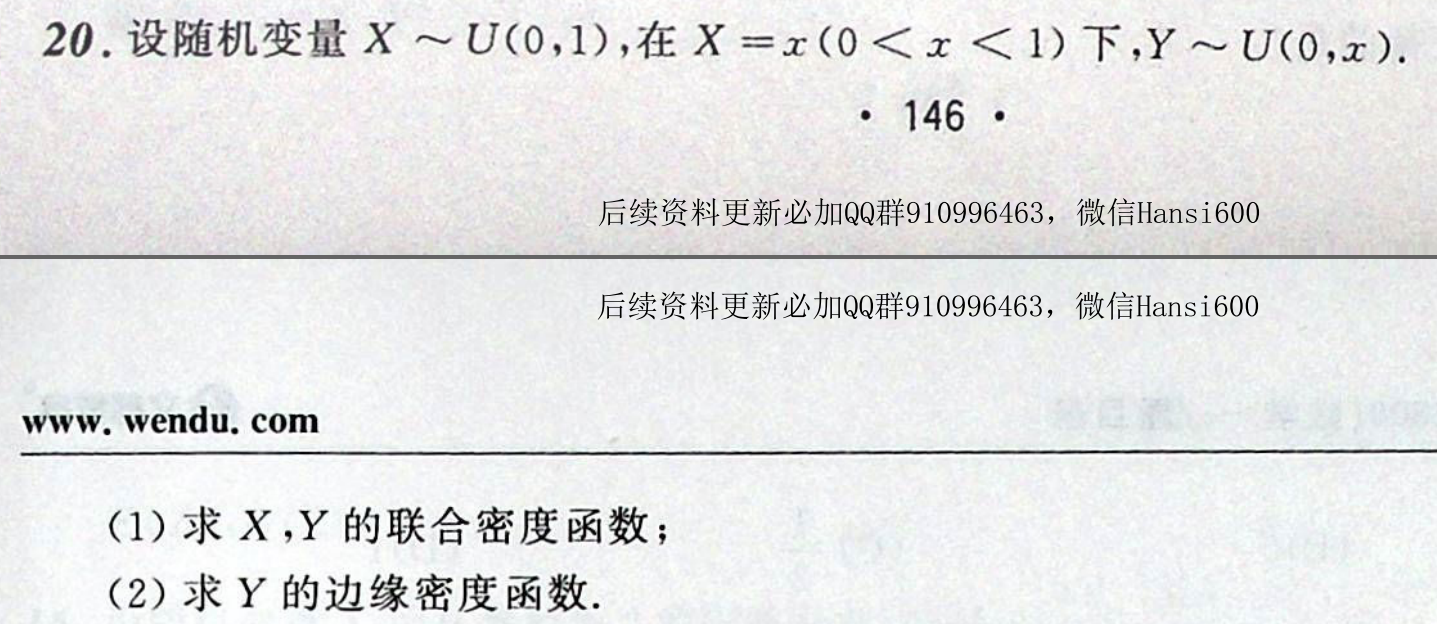 20. 设随机变量 X ～ U(0,1),在 X = x(0 < x < 1) 下,Y ～ U(0,x).
· 146 ·
后续资料更新必加QQ群910996463，微信Hansi600
后续资料更新必加QQ群910996463，微信Hansi600
www. wendu. com
(1) 求 X,Y 的联合密度函数;
(2) 求 Y 的边缘密度函数.